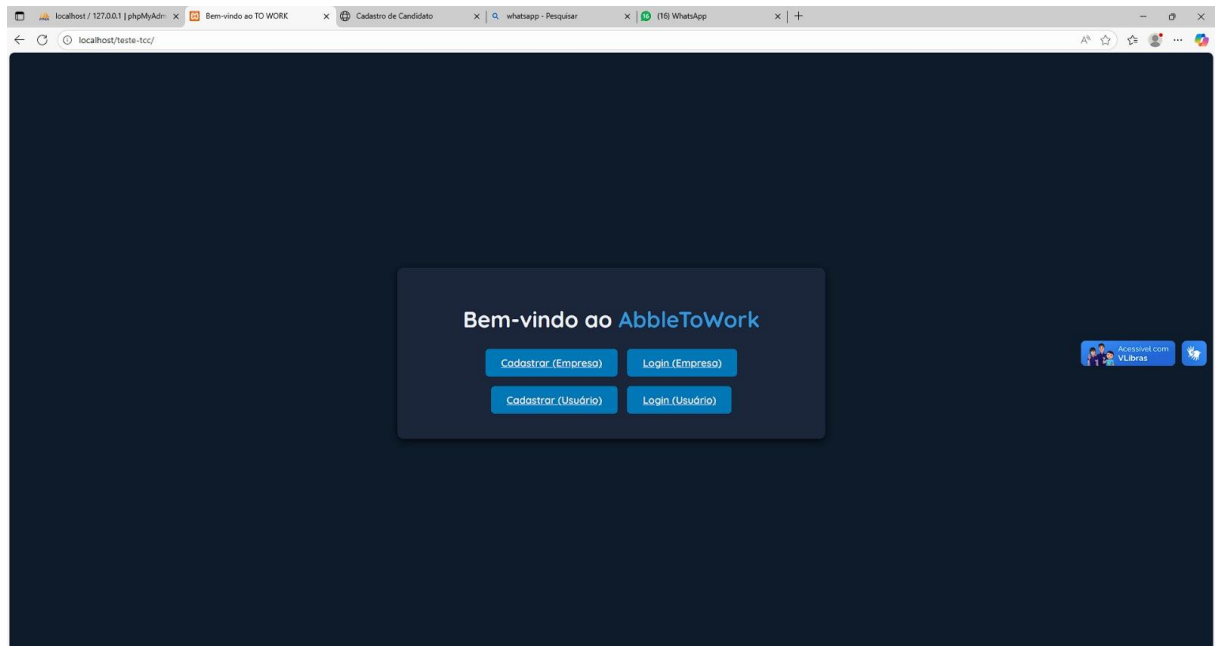 localhost / 127.0.0.1 | phpMyAdm
Bem-vindo ao TO WORK
Cadastro de Candidato
whatsapp - Pesquisar
(16) WhatsApp
localhost/teste-tcc/
Bem-vindo ao AbbleToWork
Cadastrar (Empresa)
Login (Empresa)
Cadastrar (Usuário)
Login (Usuário)
Acessível com
VLibras